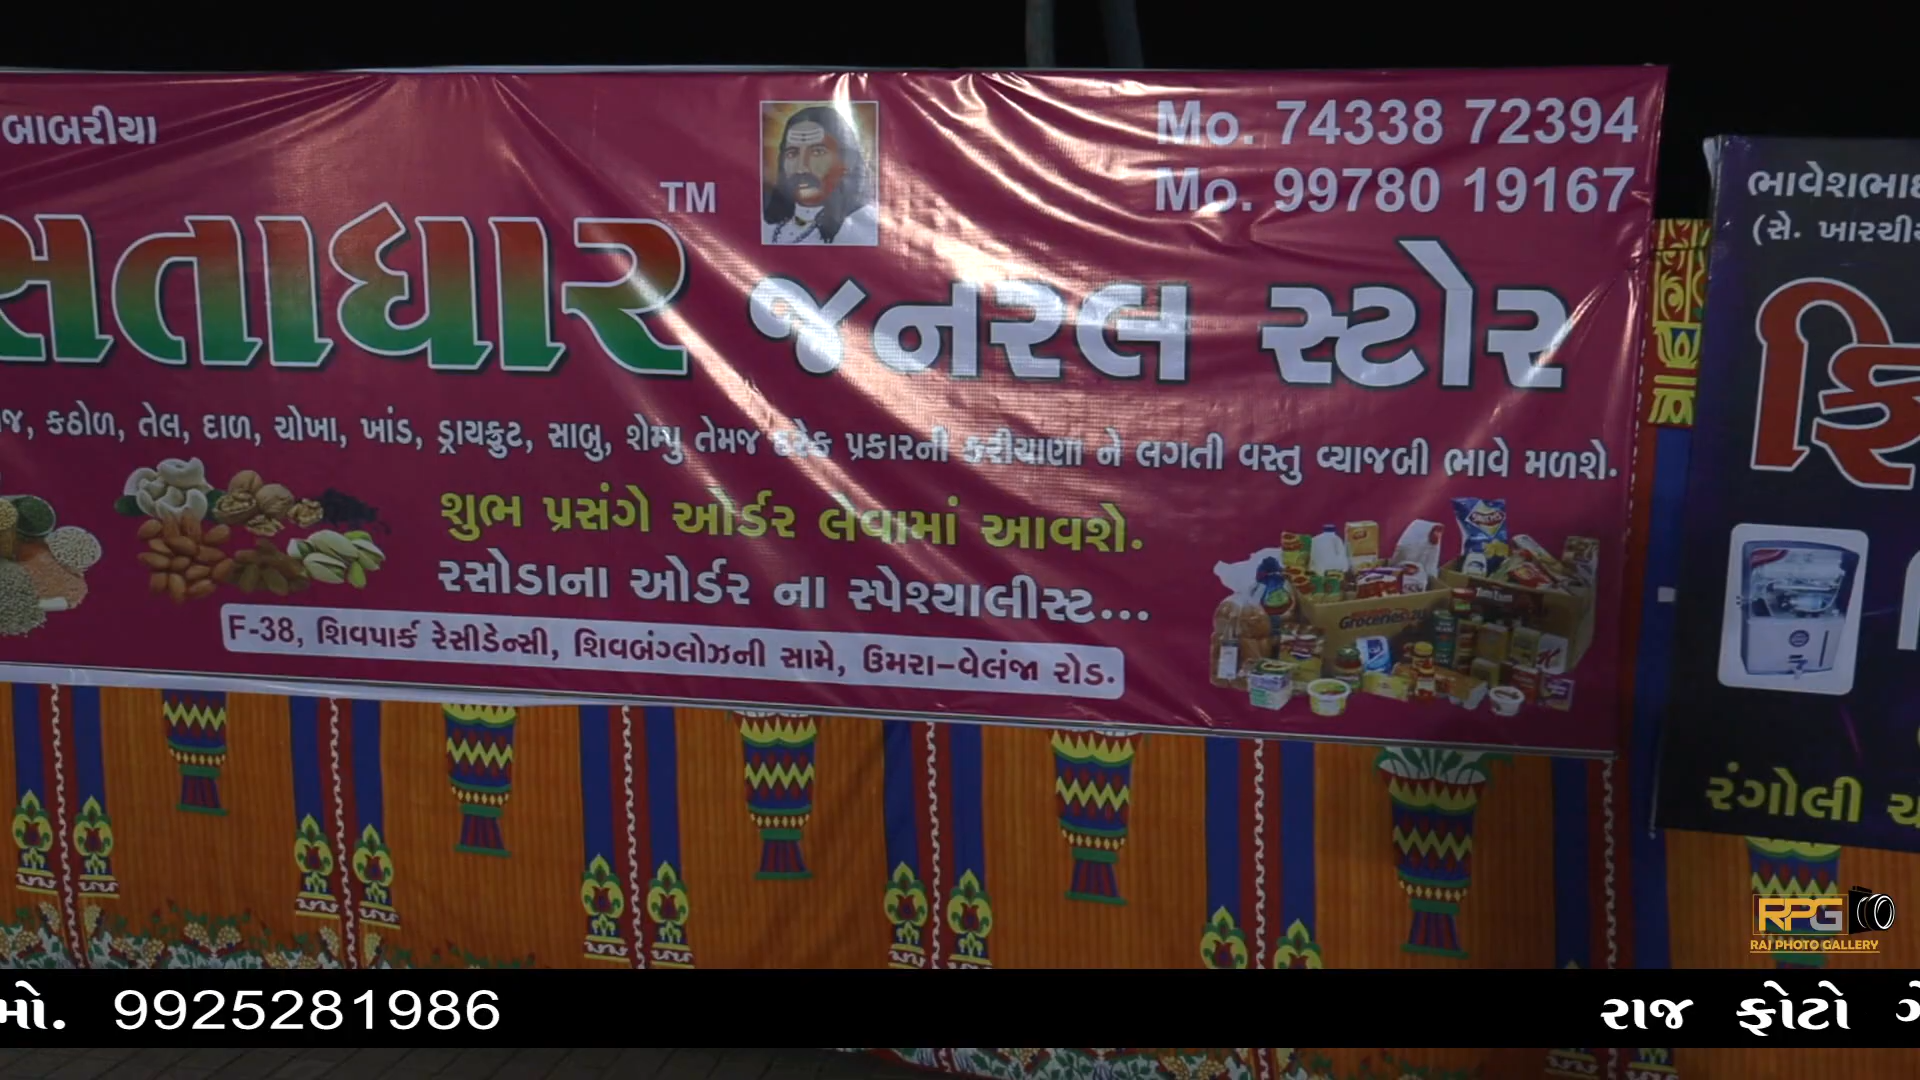 બાબરીયા
Mo. 74338 72394
Mo. 99780 19167
સતાધાર TM જનરલ સ્ટોર
કઠોળ, તેલ, દાળ, ચોખા, ખાંડ, ડ્રાયફ્રુટ, સાબુ, શેમ્પુ તેમજ દરેક પ્રકારની કરીયાણા ને લગતી વસ્તુ વ્યાજબી ભાવે મળશે.
શુભ પ્રસંગે ઓર્ડર લેવામાં આવશે.
રસોડાના ઓર્ડર ના સ્પેશ્યાલીસ્ટ...
F-38, શિવપાર્ક રેસીડેન્સી, શિવબંગ્લોઝની સામે, ઉમરા-વેલંજા રોડ.
Groceries
ભાવેશભાઇ
(સે. ખારચીય
રંગોલી ચ
RPG
RAJ PHOTO GALLERY
મો. 9925281986
રાજ ફોટો ગે